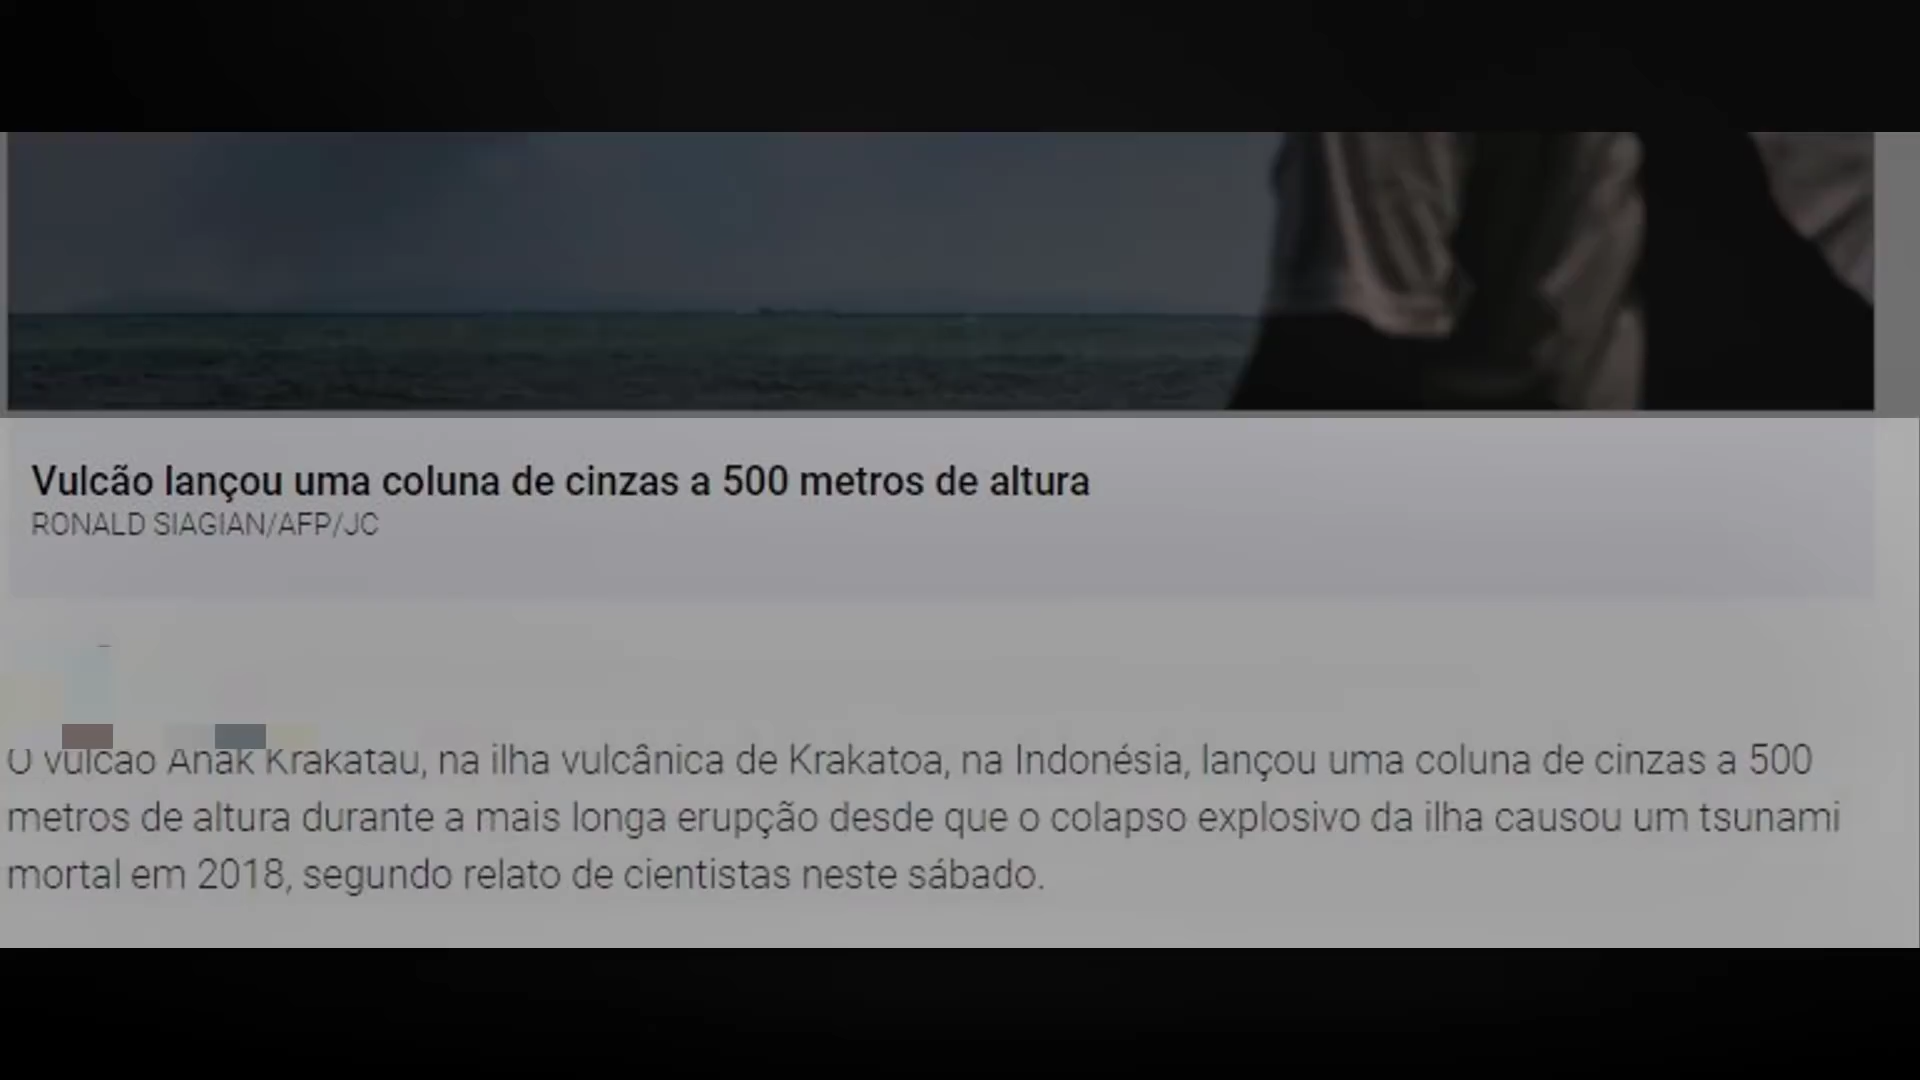 Vulcão lançou uma coluna de cinzas a 500 metros de altura
RONALD SIAGIAN/AFP/JC
O vulcão Anak Krakatau, na ilha vulcânica de Krakatoa, na Indonésia, lançou uma coluna de cinzas a 500
metros de altura durante a mais longa erupção desde que o colapso explosivo da ilha causou um tsunami
mortal em 2018, segundo relato de cientistas neste sábado.